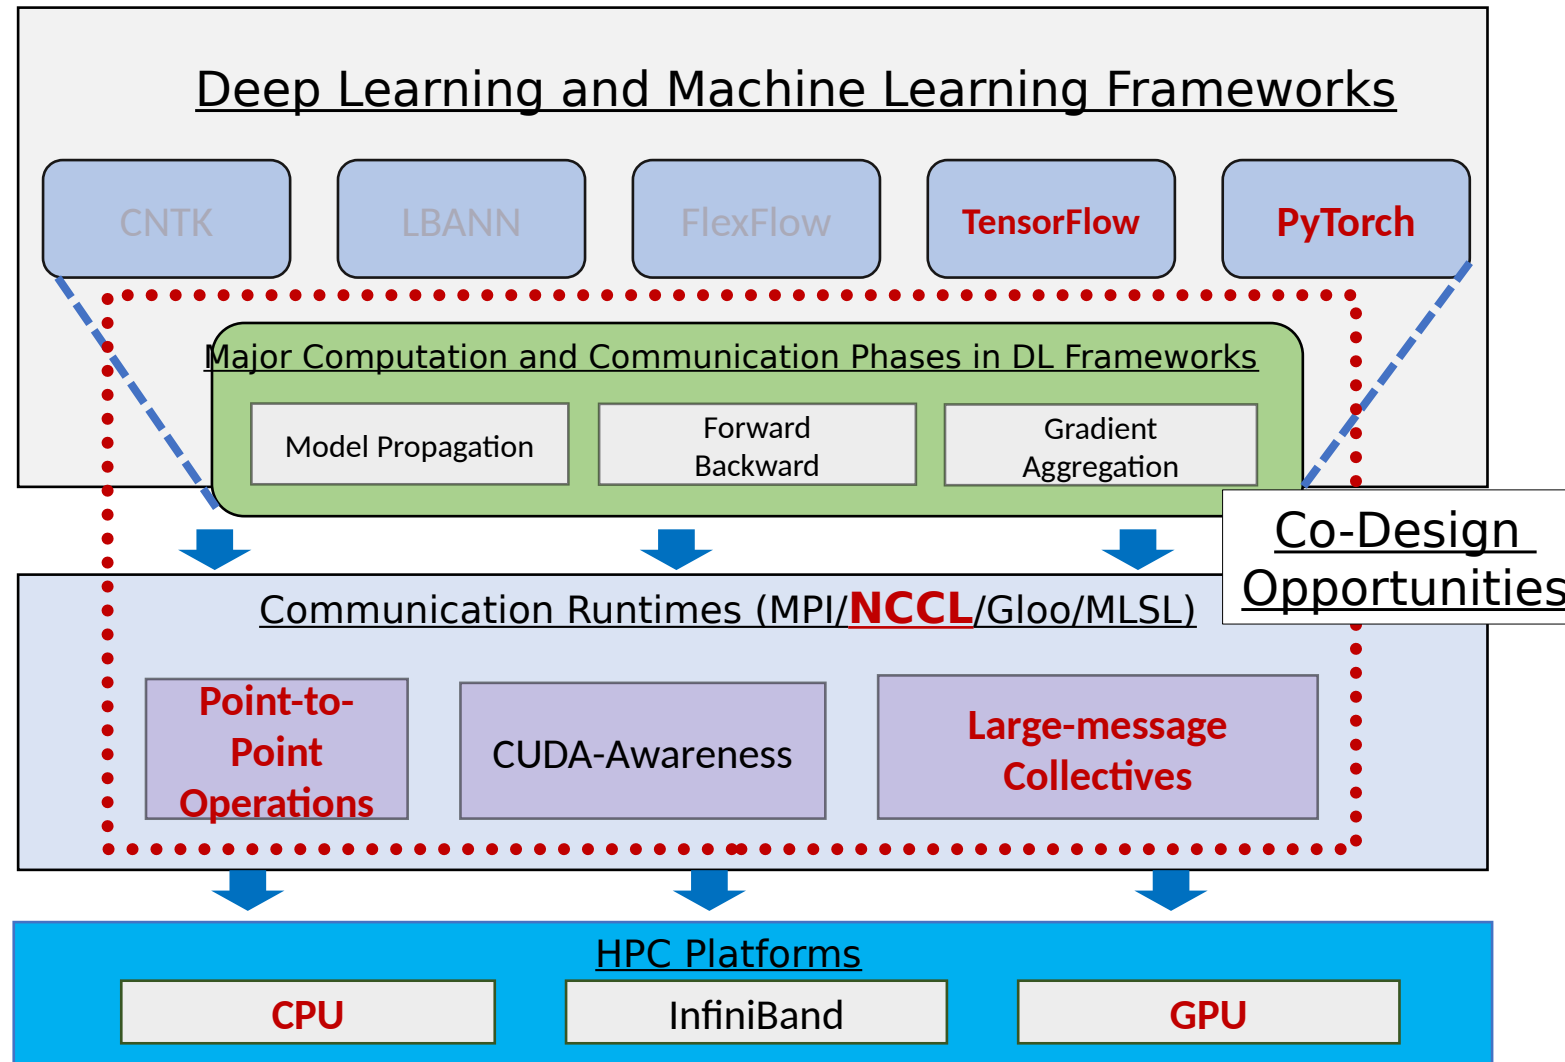 Deep Learning and Machine Learning Frameworks
CNTK
LBANN
FlexFlow
TensorFlow
PyTorch
Major Computation and Communication Phases in DL Frameworks
Model Propagation
Forward
Backward
Gradient
Aggregation
Co-Design
Opportunities
Communication Runtimes (MPI/NCCL/Gloo/MLSL)
Point-to-
Point
Operations
CUDA-Awareness
Large-message
Collectives
HPC Platforms
CPU
InfiniBand
GPU